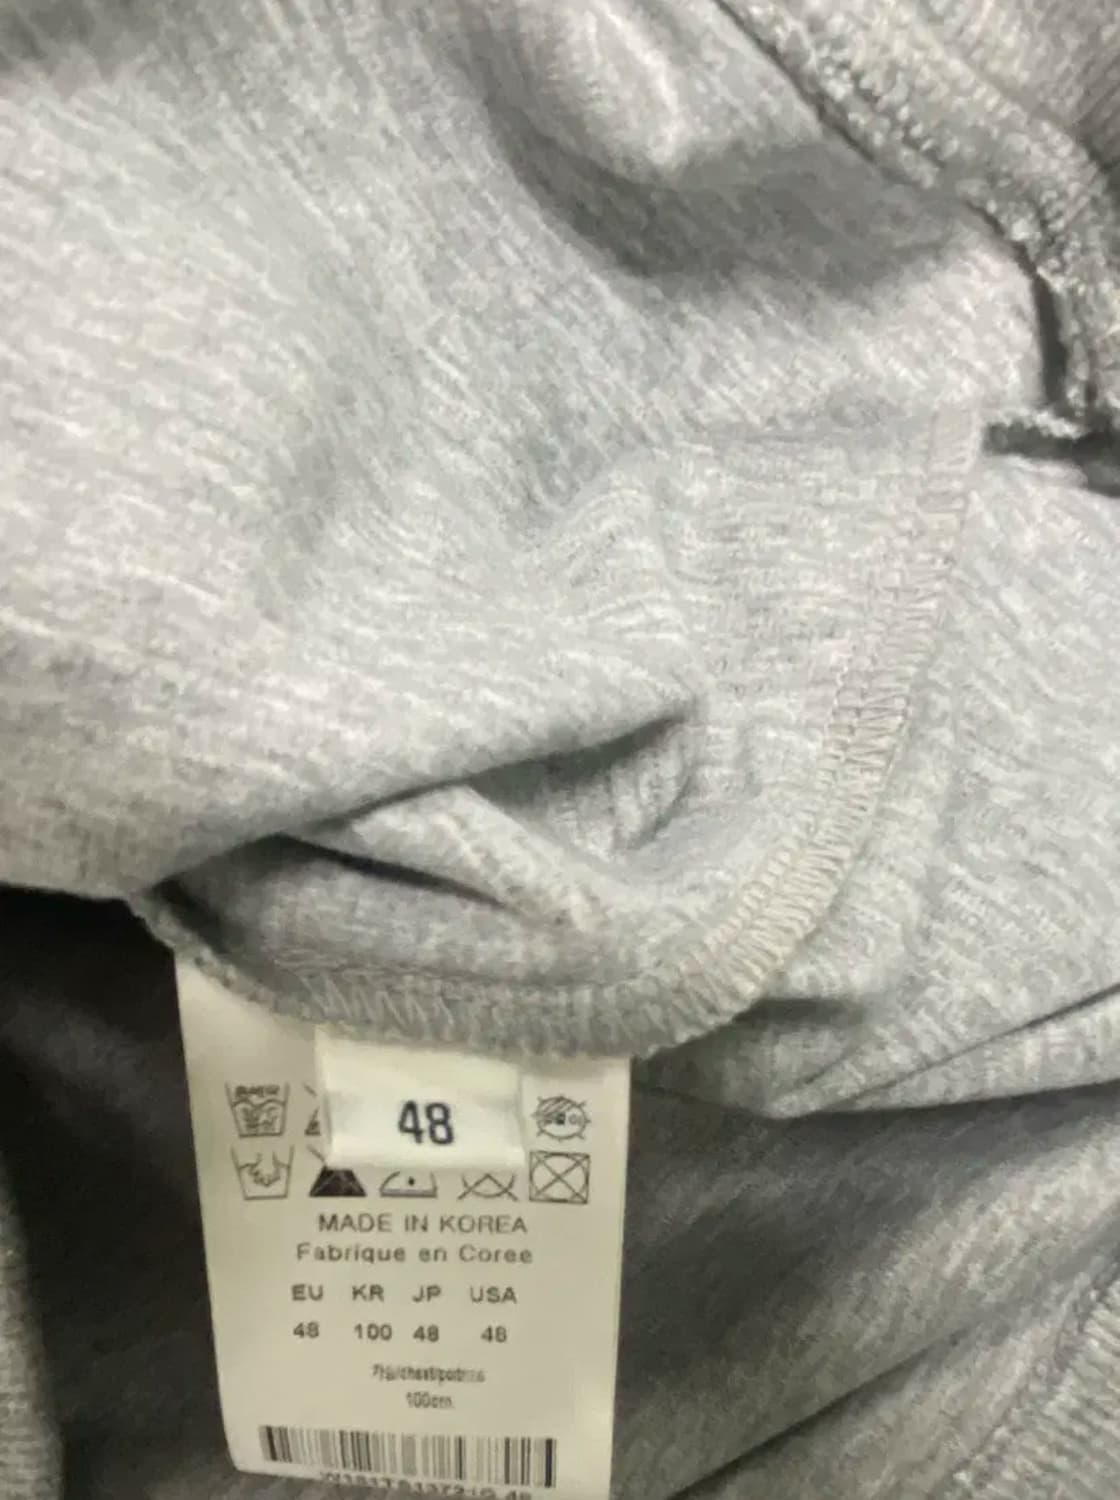 48
MADE IN KOREA
Fabrique en Coree
EU KR JP USA
48 100 48 48
100cm